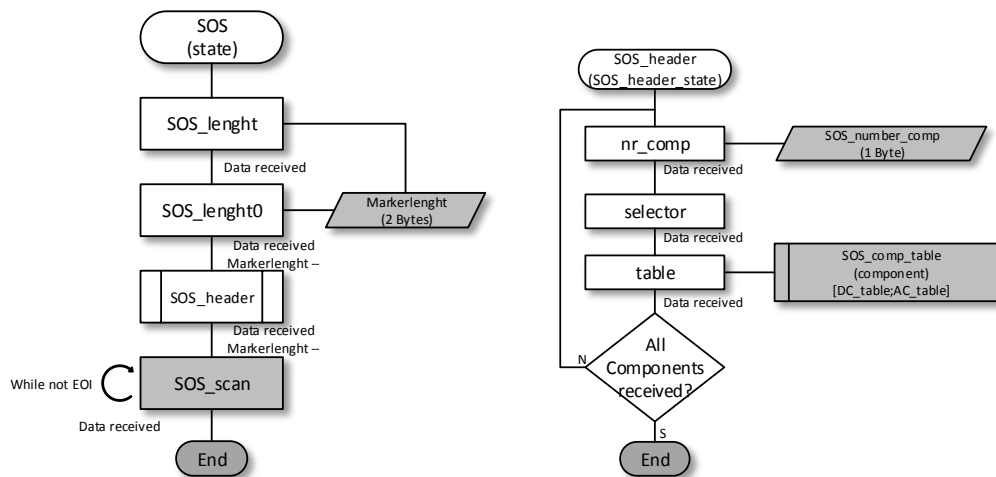 SOS
(state)
SOS_lenght
Data received
SOS_lenght0
Markerlenght
(2 Bytes)
Data received
Markerlenght --
SOS_header
Data received
Markerlenght --
While not EOI
SOS_scan
Data received
End
SOS_header
(SOS_header_state)
nr_comp
SOS_number_comp
(1 Byte)
Data received
selector
Data received
table
SOS_comp_table
(component)
[DC_table;AC_table]
Data received
All
Components
received?
N
S
End